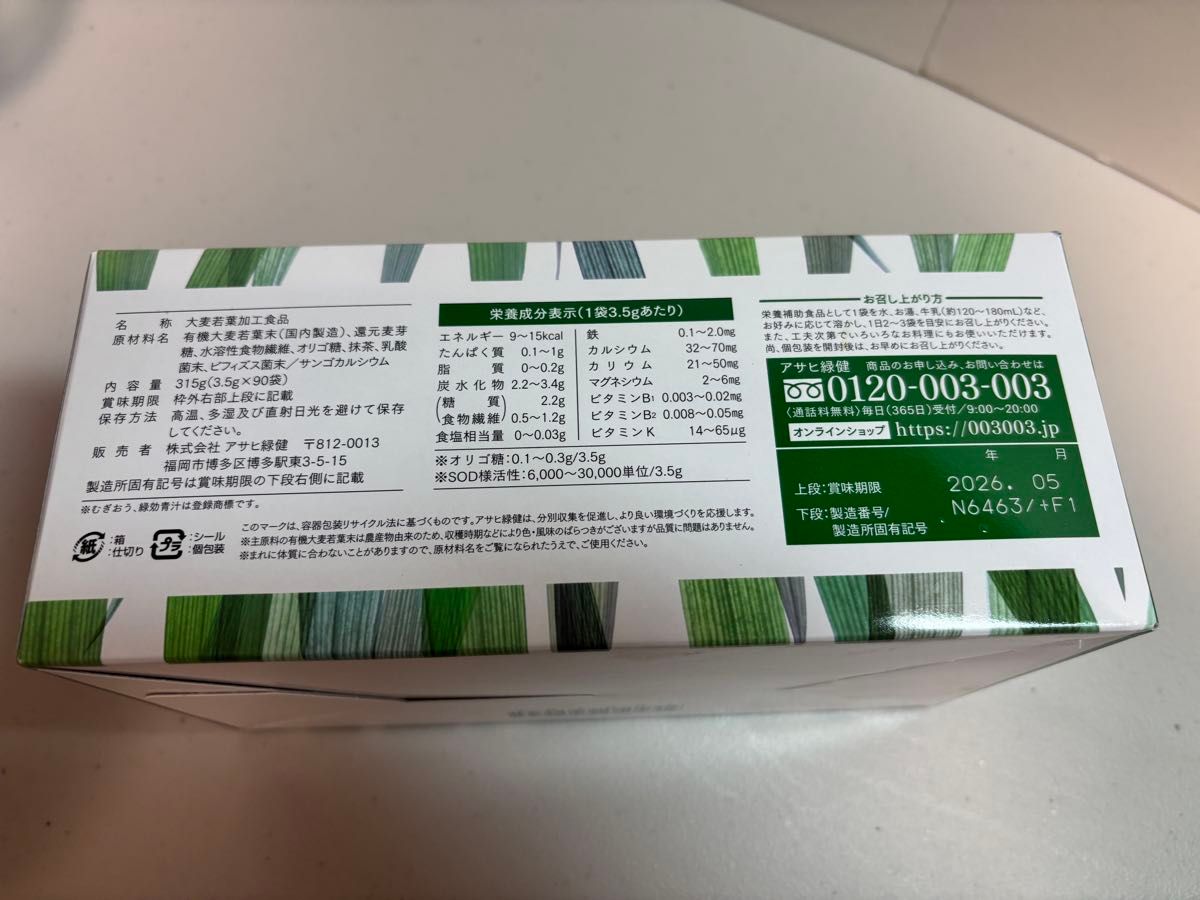 名称 大麦若葉加工食品
原材料名 有機大麦若葉末(国内製造)、還元麦芽
糖、水溶性食物繊維、オリゴ糖、抹茶、乳酸
菌末、ビフィズス菌末/サンゴカルシウム
内容量 315g(3.5g×90袋)
賞味期限 枠外右部上段に記載
保存方法 高温、多湿及び直射日光を避けて保存
してください。
販売者 株式会社 アサヒ緑健 〒812-0013
福岡市博多区博多駅東3-5-15
製造所固有記号は賞味期限の下段右側に記載
※むぎおう、緑効青汁は登録商標です。
栄養成分表示(1袋3.5gあたり)
エネルギー 9〜15kcal
たんぱく質 0.1〜1g
脂質 0〜0.2g
炭水化物 2.2〜3.4g
(糖質 2.2g
食物繊維) 0.5〜1.2g
食塩相当量 0〜0.03g
鉄 0.1〜2.0mg
カルシウム 32〜70mg
カリウム 21〜50mg
マグネシウム 2〜6mg
ビタミンB1 0.003〜0.02mg
ビタミンB2 0.008〜0.05mg
ビタミンK 14〜65μg
※オリゴ糖:0.1〜0.3g/3.5g
※SOD様活性:6,000〜30,000単位/3.5g
お召し上がり方
栄養補助食品として1袋を水、お湯、牛乳(約120〜180mL)など、
お好みに応じて溶かし、1日2〜3袋を目安にお召し上がりください。
また、工夫次第でいろいろなお料理にもお使いいただけます。
尚、個包装を開封後は、お早めにお召し上がりください。
アサヒ緑健 商品のお申し込み、お問い合わせは
0120-003-003
〈通話料無料〉毎日(365日)受付/9:00〜20:00
オンラインショップ https://003003.jp
年 月
上段:賞味期限 2026. 05
下段:製造番号/ N6463/+F1
製造所固有記号
紙 :箱
:仕切り
プラ :シール
:個包装
このマークは、容器包装リサイクル法に基づくものです。アサヒ緑健は、分別収集を促進し、より良い環境づくりを応援します。
※主原料の有機大麦若葉末は農産物由来のため、収穫時期などにより色・風味のばらつきがございますが品質に問題はありません。
※まれに体質に合わないことがありますので、原材料名をご覧になられたうえで、ご使用ください。